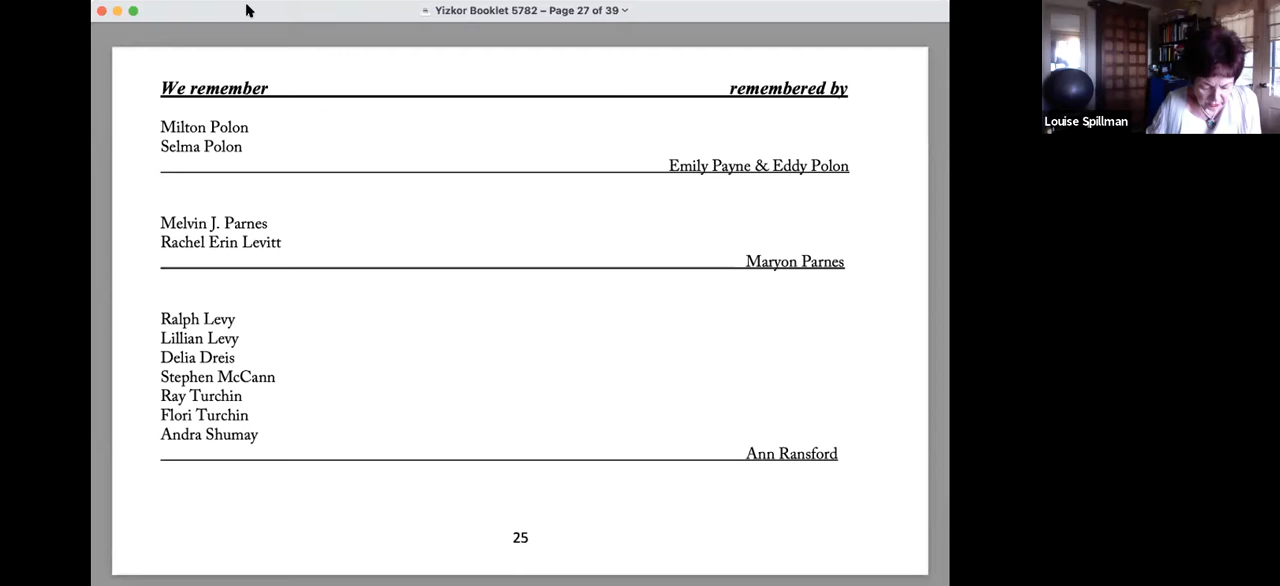 Yizkor Booklet 5782 – Page 27 of 39
We remember remembered by
Milton Polon
Selma Polon
Emily Payne & Eddy Polon
Melvin J. Parnes
Rachel Erin Levitt
Maryon Parnes
Ralph Levy
Lillian Levy
Delia Dreis
Stephen McCann
Ray Turchin
Flori Turchin
Andra Shumay
Ann Ransford
25
Louise Spillman